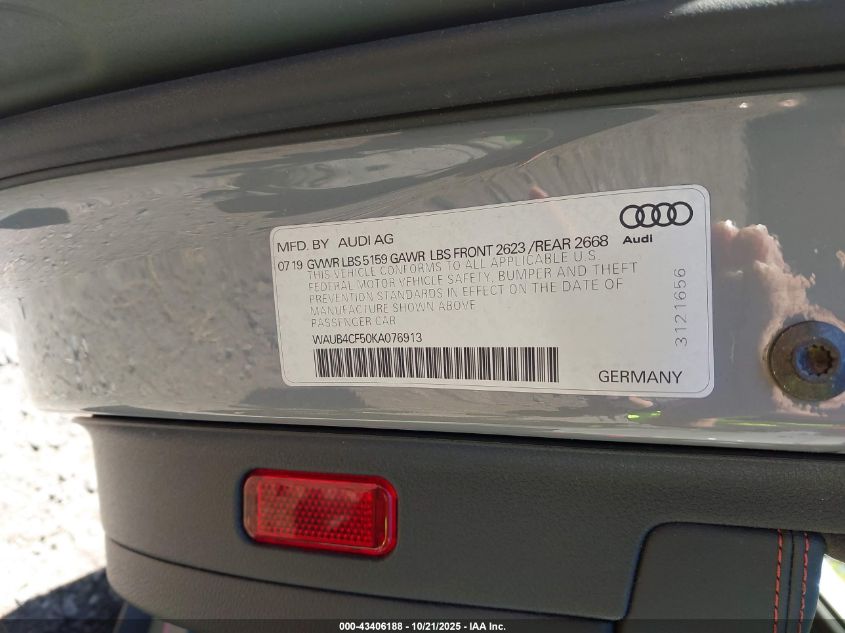 MFD. BY AUDI AG
Audi
07 19 GVWR LBS 5159 GAWR LBS FRONT 2623 /REAR 2668
THIS VEHICLE CONFORMS TO ALL APPLICABLE U.S.
FEDERAL MOTOR VEHICLE SAFETY, BUMPER AND THEFT
PREVENTION STANDARDS IN EFFECT ON THE DATE OF
MANUFACTURE SHOWN ABOVE
PASSENGER CAR
WAUB4CF50KA076913
GERMANY
3121656
000-43406188 - 10/21/2025 - IAA Inc.